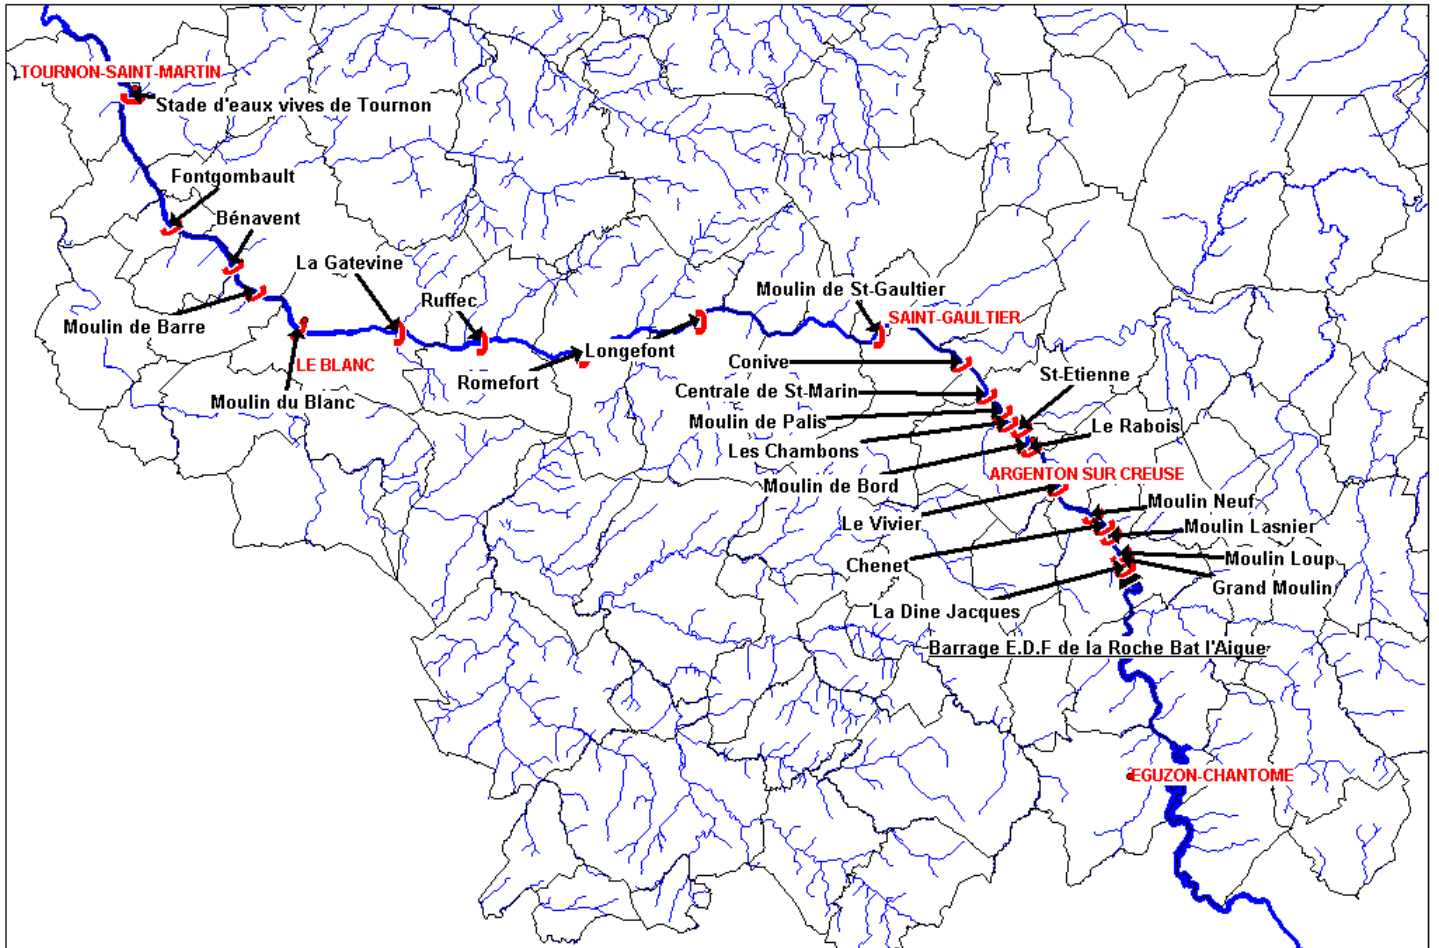 TOURNON-SAINT-MARTIN
Stade d'eaux vives de Tournon
Fontgombault
Bénavent
La Gatevine
Moulin de St-Gaultier
Ruffec
SAINT-GAULTIER
Moulin de Barre
Longefont
LE BLANC
Conive
Romefort
St-Etienne
Centrale de St-Marin
Moulin du Blanc
Moulin de Palis
Le Rabois
Les Chambons
ARGENTON SUR CREUSE
Moulin de Bord
Moulin Neuf
Le Vivier
Moulin Lasnier
Chenet
Moulin Loup
Grand Moulin
La Dine Jacques
Barrage E.D.F de la Roche Bat l'Aigue
EGUZON-CHANTOME